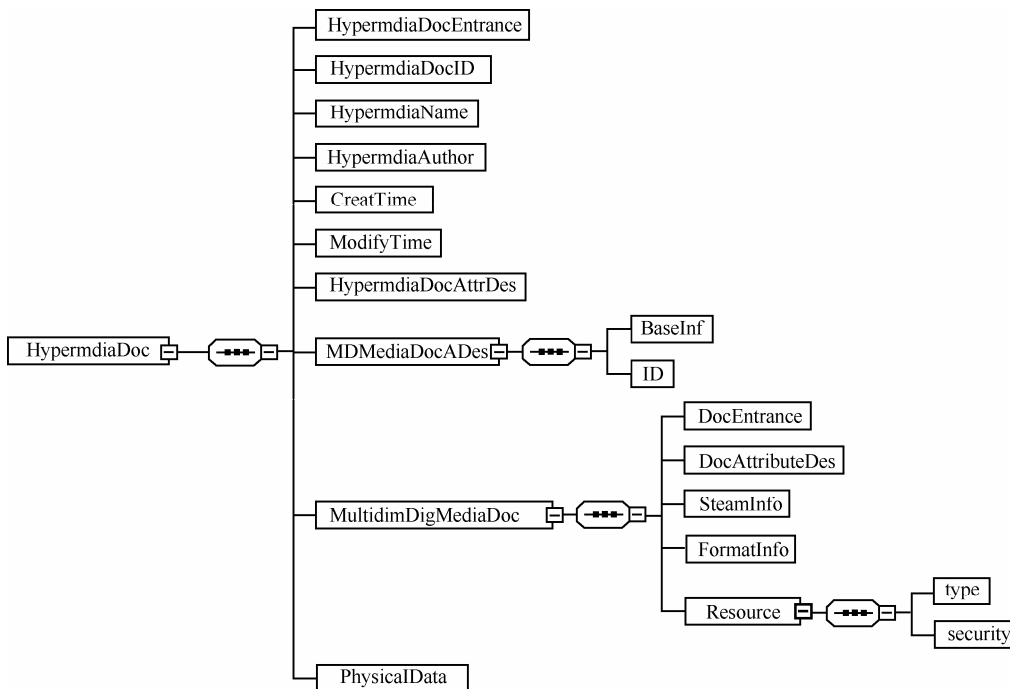 HypermdiaDocEntrance
HypermdiaDocID
HypermdiaName
HypermdiaAuthor
CreatTime
ModifyTime
HypermdiaDocAttrDes
HypermdiaDoc
MDMediaDocADes
BaseInf
ID
MultidimDigMediaDoc
DocEntrance
DocAttributeDes
SteamInfo
FormatInfo
Resource
type
security
PhysicalData